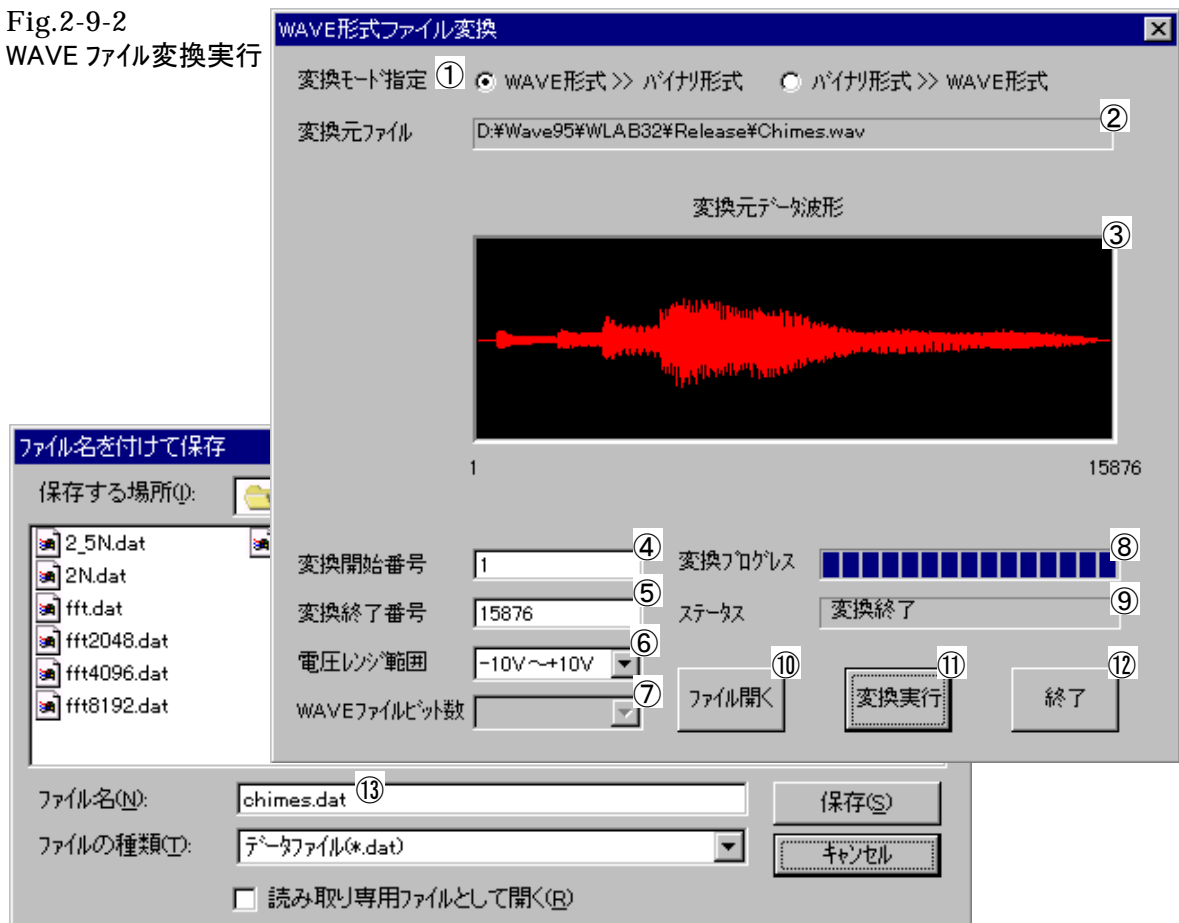 Fig.2-9-2
WAVE ファイル変換実行
WAVE形式ファイル変換
変換モード指定 ① WAVE形式 >> バイナリ形式 バイナリ形式 >> WAVE形式
変換元ファイル D:¥Wave95¥WLAB32¥Release¥Chimes.wav ②
変換元データ波形
③
1 15876
変換開始番号 1 ④ 変換プログレス ⑧
変換終了番号 15876 ⑤ ステータス 変換終了 ⑨
電圧レンジ範囲 -10V~+10V ⑥
WAVEファイルビット数 ⑦ ファイル開く ⑩ 変換実行 ⑪ 終了 ⑫
ファイル名を付けて保存
保存する場所(I):
2_5N.dat
2N.dat
fft.dat
fft2048.dat
fft4096.dat
fft8192.dat
ファイル名(N): chimes.dat ⑬ 保存(S)
ファイルの種類(T): データファイル(*.dat) キャンセル
読み取り専用ファイルとして開く(R)